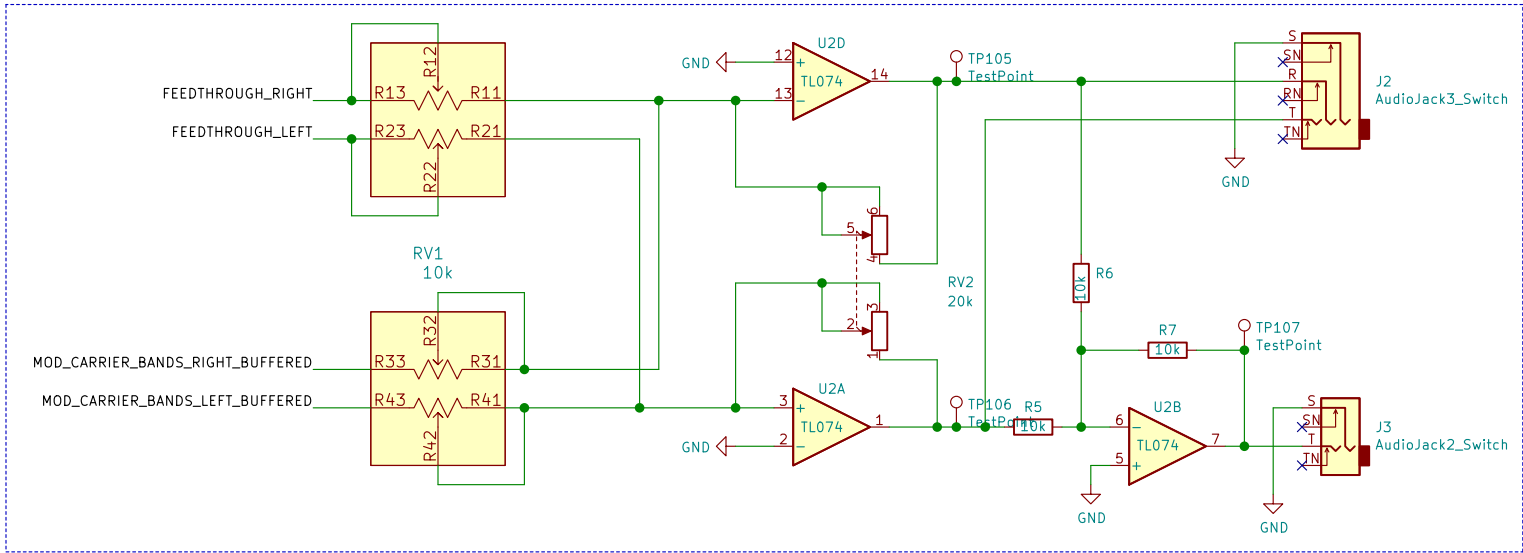 FEEDTHROUGH_RIGHT
FEEDTHROUGH_LEFT
R12
R13
R11
R23
R21
R22
RV1
10k
R32
R33
R31
R43
R41
R42
MOD_CARRIER_BANDS_RIGHT_BUFFERED
MOD_CARRIER_BANDS_LEFT_BUFFERED
GND
12
+
13
−
U2D
TL074
14
TP105
TestPoint
6
5
4
3
2
1
RV2
20k
GND
3
+
2
−
U2A
TL074
1
TP106
TestPoint
R5
10k
R6
10k
R7
10k
TP107
TestPoint
U2B
TL074
6
−
5
+
7
GND
S
SN
R
RN
T
TN
J2
AudioJack3_Switch
GND
S
SN
T
TN
J3
AudioJack2_Switch
GND